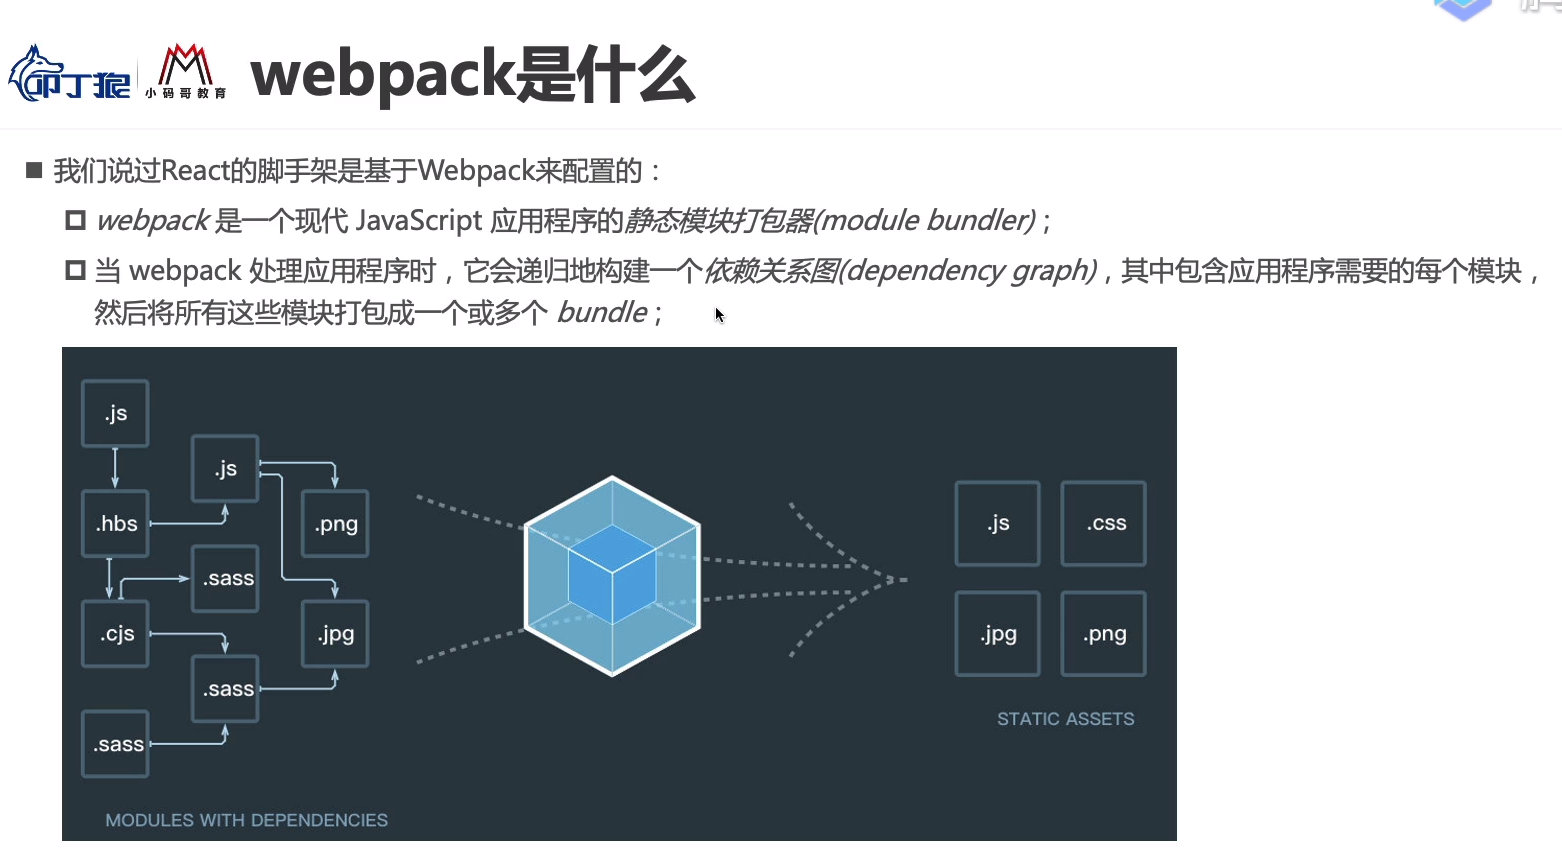 叩丁狼
小码哥教育
webpack是什么
我们说过React的脚手架是基于Webpack来配置的：
webpack 是一个现代 JavaScript 应用程序的静态模块打包器(module bundler)；
当 webpack 处理应用程序时，它会递归地构建一个依赖关系图(dependency graph)，其中包含应用程序需要的每个模块，
然后将所有这些模块打包成一个或多个 bundle；
.js
.js
.hbs
.png
.sass
.cjs
.jpg
.sass
.sass
MODULES WITH DEPENDENCIES
.js
.css
.jpg
.png
STATIC ASSETS